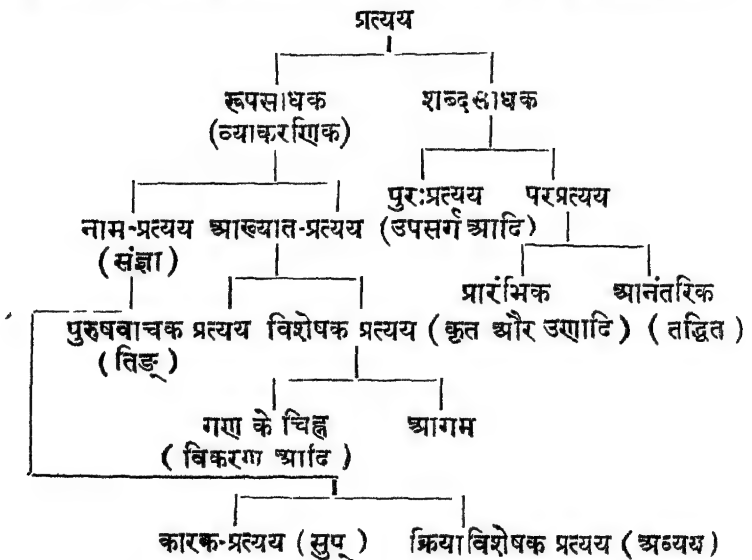 प्रत्यय
रूपसाधक शब्दसाधक
(व्याकरणिक)
पुरःप्रत्यय परप्रत्यय
नाम-प्रत्यय आख्यात-प्रत्यय (उपसर्ग आदि)
(संज्ञा)
प्रारंभिक आनंतरिक
पुरुषवाचक प्रत्यय विशेषक प्रत्यय (कृत और उणादि) (तद्धित)
(तिङ्)
गण के चिह्न आगम
(विकरण आदि)
कारक-प्रत्यय (सुप्) क्रियाविशेषक प्रत्यय (अव्यय)